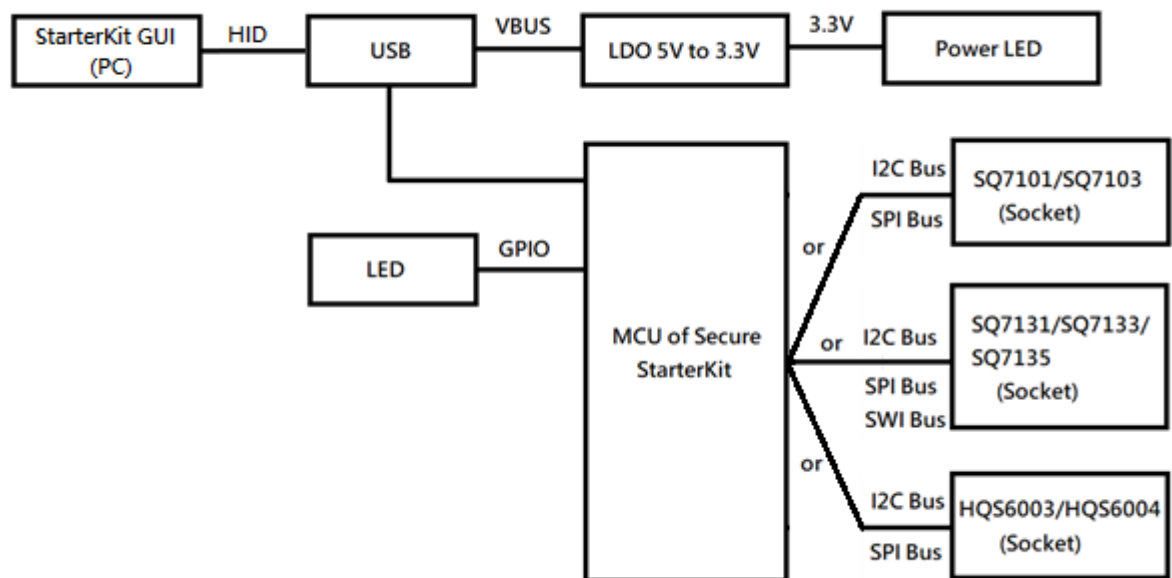 StarterKit GUI
(PC)
HID
USB
VBUS
LDO 5V to 3.3V
3.3V
Power LED
LED
GPIO
MCU of Secure
StarterKit
or
I2C Bus
SPI Bus
SQ7101/SQ7103
(Socket)
or
I2C Bus
SPI Bus
SWI Bus
SQ7131/SQ7133/
SQ7135
(Socket)
or
I2C Bus
SPI Bus
HQS6003/HQS6004
(Socket)